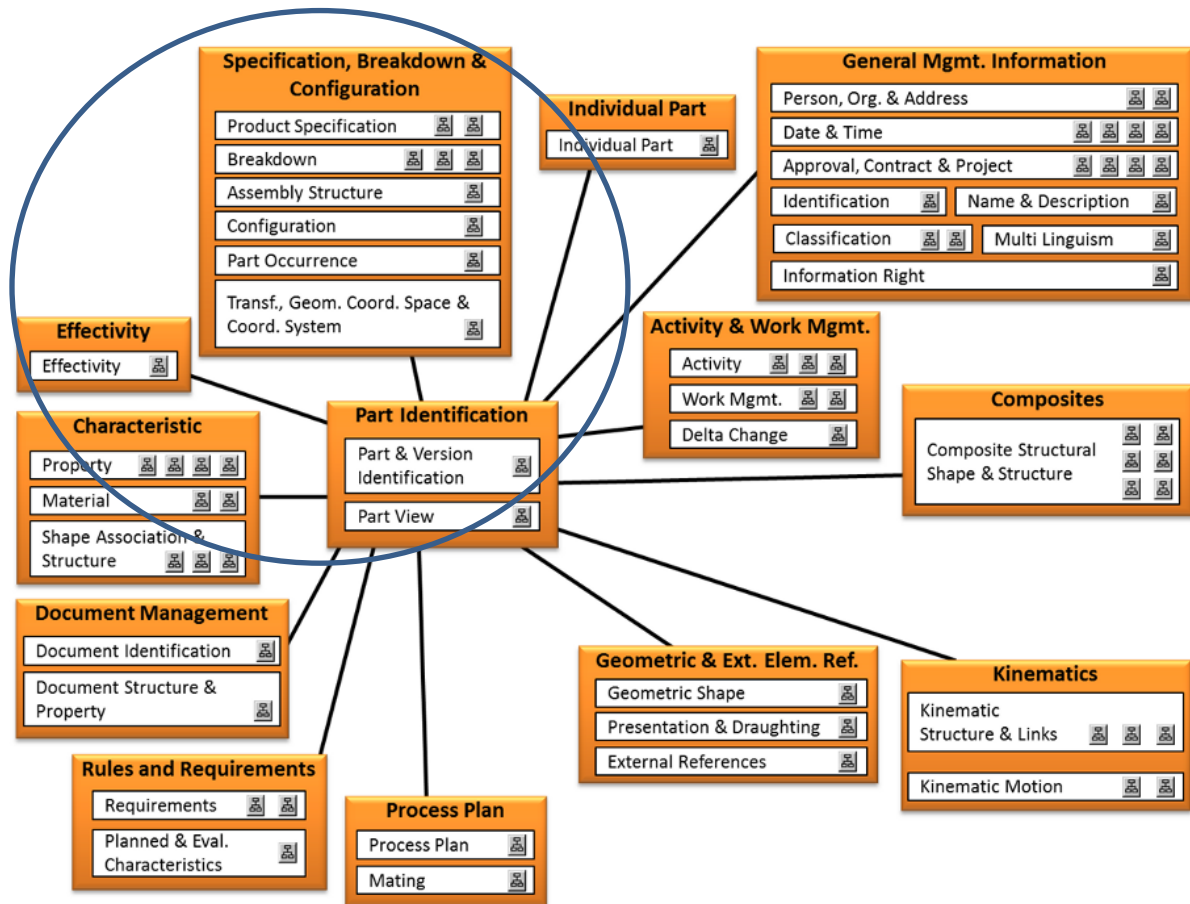 Specification, Breakdown &
Configuration
Product Specification
Breakdown
Assembly Structure
Configuration
Part Occurrence
Transf., Geom. Coord. Space &
Coord. System
Individual Part
Individual Part
General Mgmt. Information
Person, Org. & Address
Date & Time
Approval, Contract & Project
Identification
Name & Description
Classification
Multi Linguism
Information Right
Effectivity
Effectivity
Activity & Work Mgmt.
Activity
Work Mgmt.
Delta Change
Characteristic
Property
Material
Shape Association &
Structure
Part Identification
Part & Version
Identification
Part View
Composites
Composite Structural
Shape & Structure
Document Management
Document Identification
Document Structure &
Property
Geometric & Ext. Elem. Ref.
Geometric Shape
Presentation & Draughting
External References
Kinematics
Kinematic
Structure & Links
Kinematic Motion
Rules and Requirements
Requirements
Planned & Eval.
Characteristics
Process Plan
Process Plan
Mating